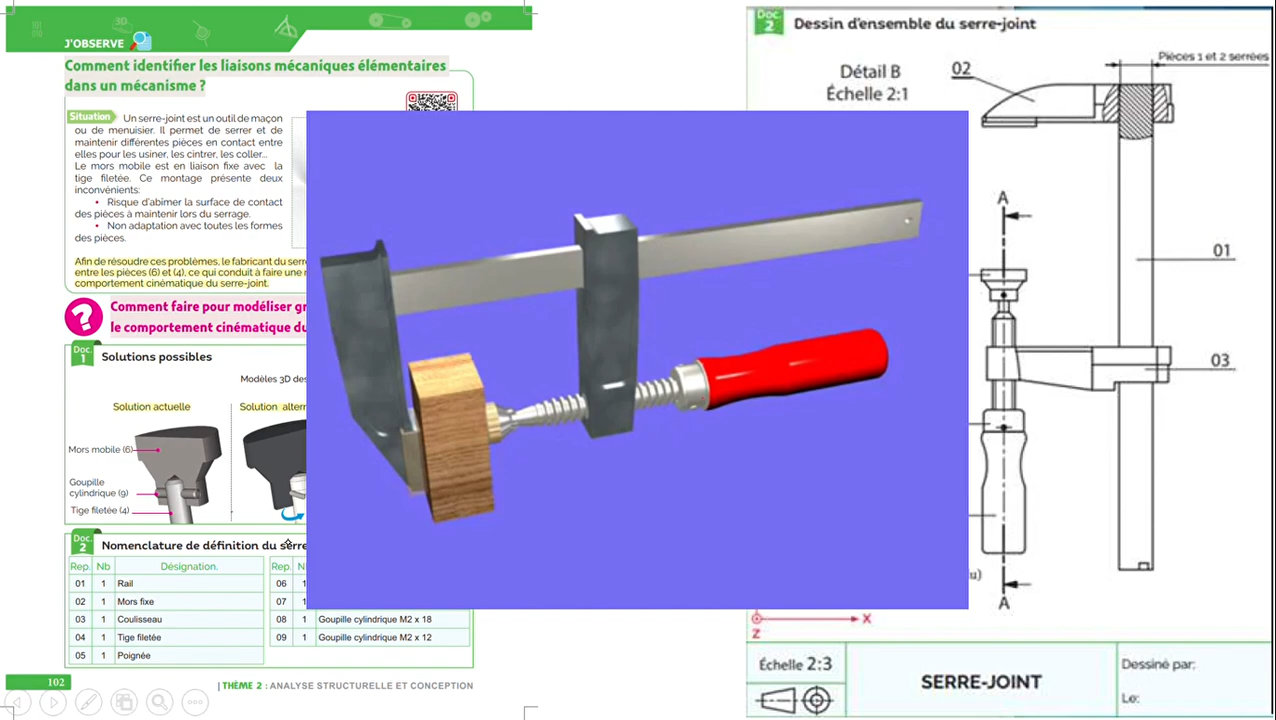 J'OBSERVE
Comment identifier les liaisons mécaniques élémentaires
dans un mécanisme ?
Situation
Un serre-joint est un outil de maçon
ou de menuisier. Il permet de serrer et de
maintenir différentes pièces en contact entre
elles pour les usiner, les cintrer, les coller...
Le mors mobile est en liaison fixe avec la
tige filetée. Ce montage présente deux
inconvénients:
• Risque d'abîmer la surface de contact
des pièces à maintenir lors du serrage.
• Non adaptation avec toutes les formes
des pièces.
Afin de résoudre ces problèmes, le fabricant du
entre les pièces (6) et (4), ce qui conduit à faire une
comportement cinématique du serre-joint.
?
Comment faire pour modéliser
le comportement cinématique
Doc.
1
Solutions possibles
Modèles 3D
Solution actuelle
Solution
Mors mobile (6)
Goupille
cylindrique (9)
Tige filetée (4)
Doc.
2
Nomenclature de définition du
Rep. Nb Désignation.
01 1 Rail
02 1 Mors fixe
03 1 Coulisseau
04 1 Tige filetée
05 1 Poignée
Rep.
06
07
08 1 Goupille cylindrique M2 x 18
09 1 Goupille cylindrique M2 x 12
102
| THÈME 2 : ANALYSE STRUCTURELLE ET CONCEPTION
Doc.
2
Dessin d'ensemble du serre-joint
Détail B
Échelle 2:1
02
Pièces 1 et 2 serrées
A
01
03
A
X
Z
Échelle 2:3
SERRE-JOINT
Dessiné par:
Le: